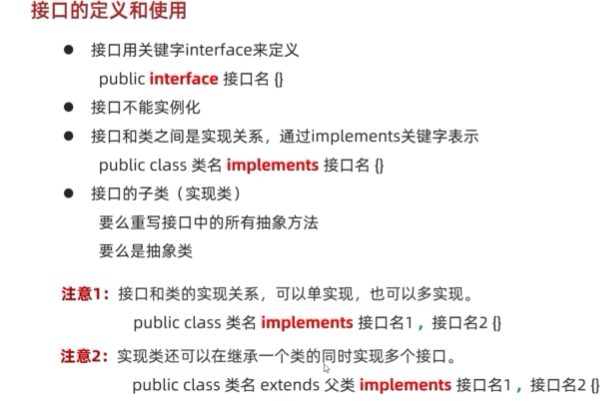 接口的定义和使用
● 接口用关键字interface来定义
public interface 接口名 {}
● 接口不能实例化
● 接口和类之间是实现关系，通过implements关键字表示
public class 类名 implements 接口名 {}
● 接口的子类（实现类）
要么重写接口中的所有抽象方法
要么是抽象类
注意1：接口和类的实现关系，可以单实现，也可以多实现。
public class 类名 implements 接口名1 ，接口名2 {}
注意2：实现类还可以在继承一个类的同时实现多个接口。
public class 类名 extends 父类 implements 接口名1 ，接口名2 {}